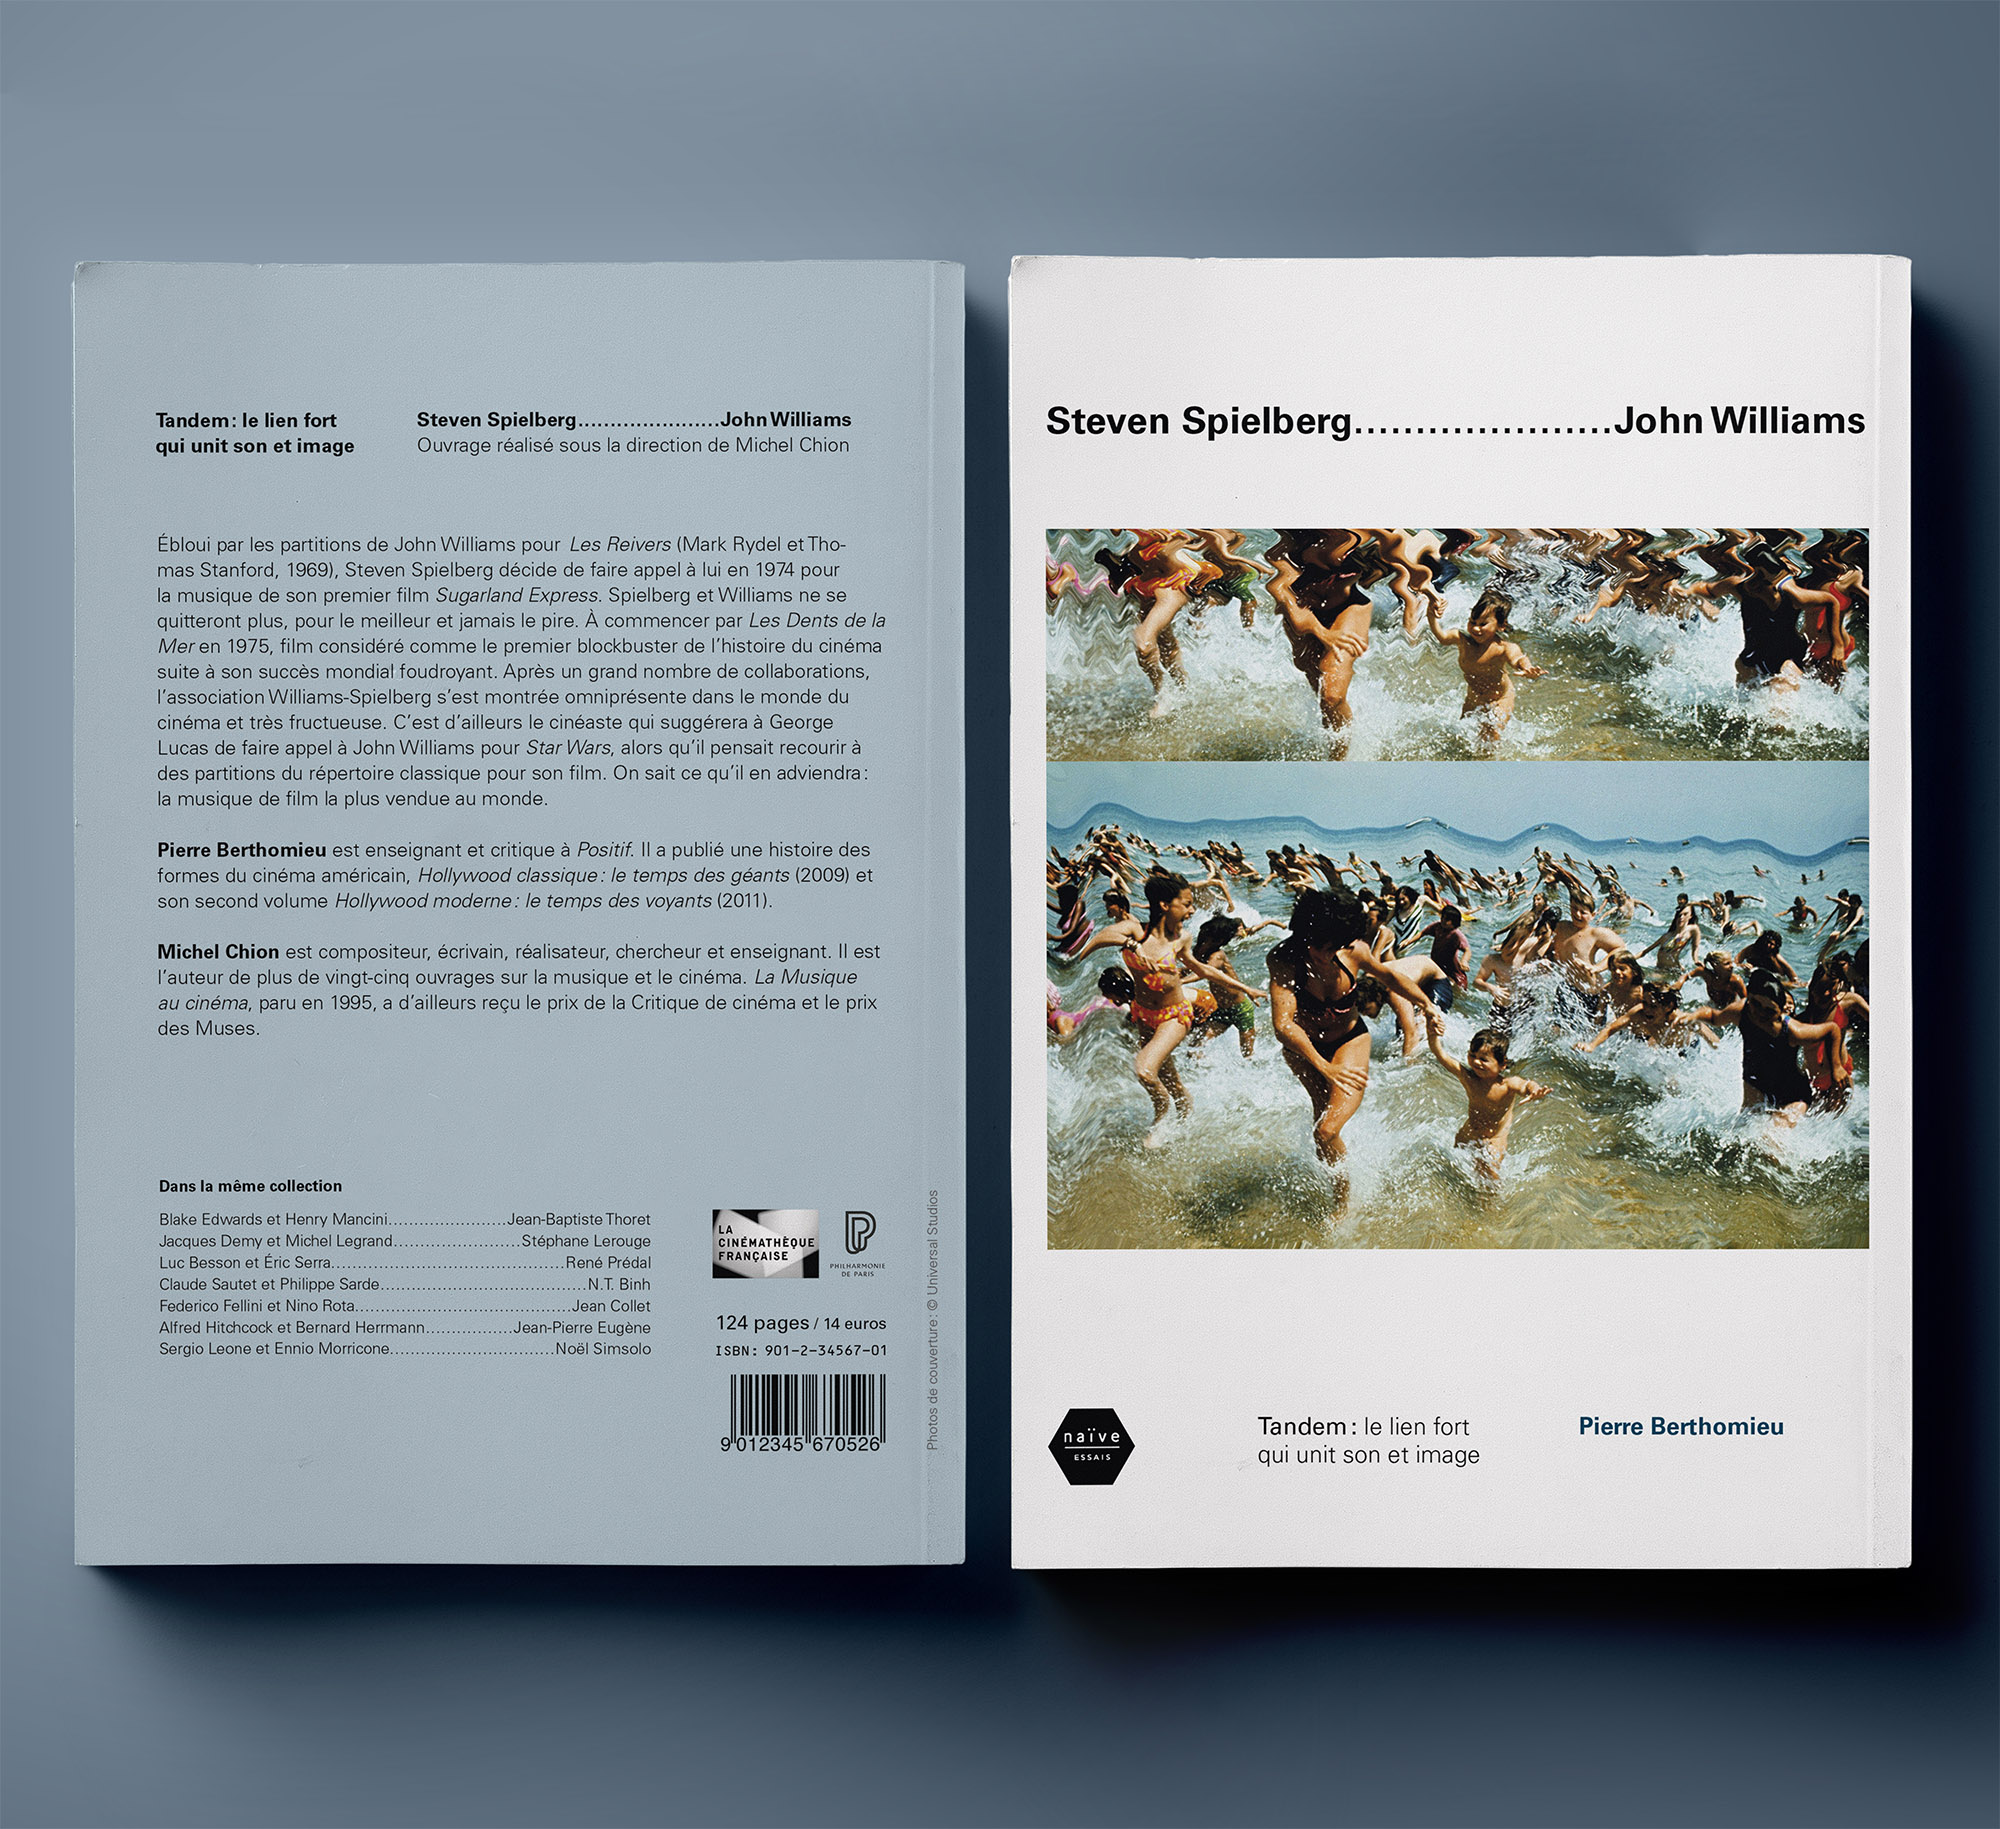 Tandem : le lien fort
qui unit son et image
Steven Spielberg......................John Williams
Ouvrage réalisé sous la direction de Michel Chion
Ébloui par les partitions de John Williams pour Les Reivers (Mark Rydel et Tho-
mas Stanford, 1969), Steven Spielberg décide de faire appel à lui en 1974 pour
la musique de son premier film Sugarland Express. Spielberg et Williams ne se
quitteront plus, pour le meilleur et jamais le pire. À commencer par Les Dents de la
Mer en 1975, film considéré comme le premier blockbuster de l’histoire du cinéma
suite à son succès mondial foudroyant. Après un grand nombre de collaborations,
l’association Williams-Spielberg s’est montrée omniprésente dans le monde du
cinéma et très fructueuse. C’est d’ailleurs le cinéaste qui suggérera à George
Lucas de faire appel à John Williams pour Star Wars, alors qu’il pensait recourir à
des partitions du répertoire classique pour son film. On sait ce qu’il en adviendra :
la musique de film la plus vendue au monde.
Pierre Berthomieu est enseignant et critique à Positif. Il a publié une histoire des
formes du cinéma américain, Hollywood classique : le temps des géants (2009) et
son second volume Hollywood moderne : le temps des voyants (2011).
Michel Chion est compositeur, écrivain, réalisateur, chercheur et enseignant. Il est
l’auteur de plus de vingt-cinq ouvrages sur la musique et le cinéma. La Musique
au cinéma, paru en 1995, a d’ailleurs reçu le prix de la Critique de cinéma et le prix
des Muses.
Dans la même collection
Blake Edwards et Henry Mancini.......................Jean-Baptiste Thoret
Jacques Demy et Michel Legrand.........................Stéphane Lerouge
Luc Besson et Éric Serra.............................................René Prédal
Claude Sautet et Philippe Sarde........................................N.T. Binh
Federico Fellini et Nino Rota..........................................Jean Collet
Alfred Hitchcock et Bernard Herrmann.................Jean-Pierre Eugène
Sergio Leone et Ennio Morricone................................Noël Simsolo
LA
CINÉMATHÈQUE
FRANÇAISE
PHILHARMONIE
DE PARIS
124 pages / 14 euros
ISBN: 901-2-34567-01
9 012345 670526
Photos de couverture : © Universal Studios
Steven Spielberg.....................John Williams
naïve
ESSAIS
Tandem : le lien fort
qui unit son et image
Pierre Berthomieu